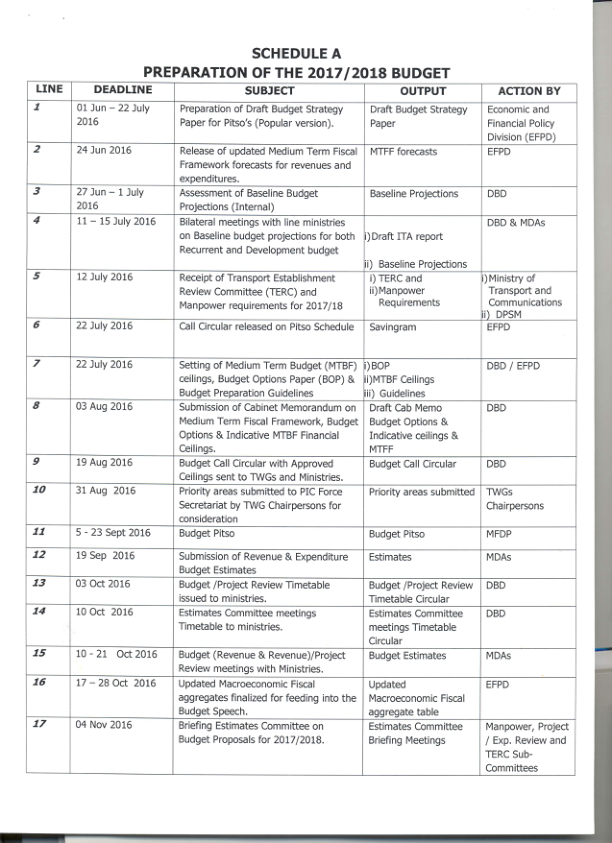 SCHEDULE A
PREPARATION OF THE 2017/2018 BUDGET
LINE DEADLINE SUBJECT OUTPUT ACTION BY
1 01 Jun – 22 July Preparation of Draft Budget Strategy Draft Budget Strategy Economic and
2016 Paper for Pitso's (Popular version). Paper Financial Policy
Division (EFPD)
2 24 Jun 2016 Release of updated Medium Term Fiscal MTFF forecasts EFPD
Framework forecasts for revenues and
expenditures.
3 27 Jun – 1 July Assessment of Baseline Budget Baseline Projections DBD
2016 Projections (Internal)
4 11 – 15 July 2016 Bilateral meetings with line ministries DBD & MDAs
on Baseline budget projections for both i)Draft ITA report
Recurrent and Development budget
ii) Baseline Projections
5 12 July 2016 Receipt of Transport Establishment i) TERC and i)Ministry of
Review Committee (TERC) and ii)Manpower Transport and
Manpower requirements for 2017/18 Requirements Communications
ii) DPSM
6 22 July 2016 Call Circular released on Pitso Schedule Savingram EFPD
7 22 July 2016 Setting of Medium Term Budget (MTBF) i)BOP DBD / EFPD
ceilings, Budget Options Paper (BOP) & ii)MTBF Ceilings
Budget Preparation Guidelines iii) Guidelines
8 03 Aug 2016 Submission of Cabinet Memorandum on Draft Cab Memo DBD
Medium Term Fiscal Framework, Budget Budget Options &
Options & Indicative MTBF Financial Indicative ceilings &
Ceilings. MTFF
9 19 Aug 2016 Budget Call Circular with Approved Budget Call Circular DBD
Ceilings sent to TWGs and Ministries.
10 31 Aug 2016 Priority areas submitted to PIC Force Priority areas submitted TWGs
Secretariat by TWG Chairpersons for Chairpersons
consideration
11 5 - 23 Sept 2016 Budget Pitso Budget Pitso MFDP
12 19 Sep 2016 Submission of Revenue & Expenditure Estimates MDAs
Budget Estimates
13 03 Oct 2016 Budget /Project Review Timetable Budget /Project Review DBD
issued to ministries. Timetable Circular
14 10 Oct 2016 Estimates Committee meetings Estimates Committee DBD
Timetable to ministries. meetings Timetable
Circular
15 10 - 21 Oct 2016 Budget (Revenue & Revenue)/Project Budget Estimates MDAs
Review meetings with Ministries.
16 17 – 28 Oct 2016 Updated Macroeconomic Fiscal Updated EFPD
aggregates finalized for feeding into the Macroeconomic Fiscal
Budget Speech. aggregate table
17 04 Nov 2016 Briefing Estimates Committee on Estimates Committee Manpower, Project
Budget Proposals for 2017/2018. Briefing Meetings / Exp. Review and
TERC Sub-
Committees